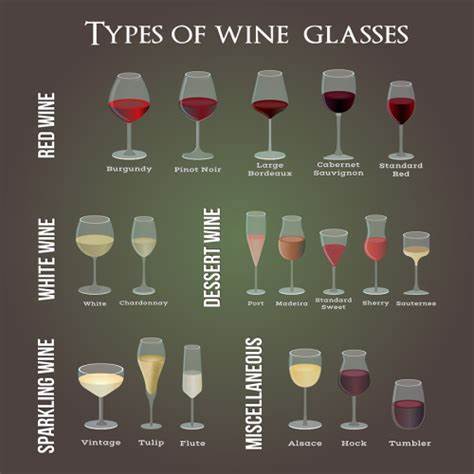 TYPES OF WINE GLASSES
RED WINE
Burgundy
Pinot Noir
Large
Bordeaux
Cabernet
Sauvignon
Standard
Red
WHITE WINE
White
Chardonnay
DESSERT WINE
Port
Madeira
Standard
Sweet
Sherry
Sauternes
SPARKLING WINE
Vintage
Tulip
Flute
MISCELLANEOUS
Alsace
Hock
Tumbler